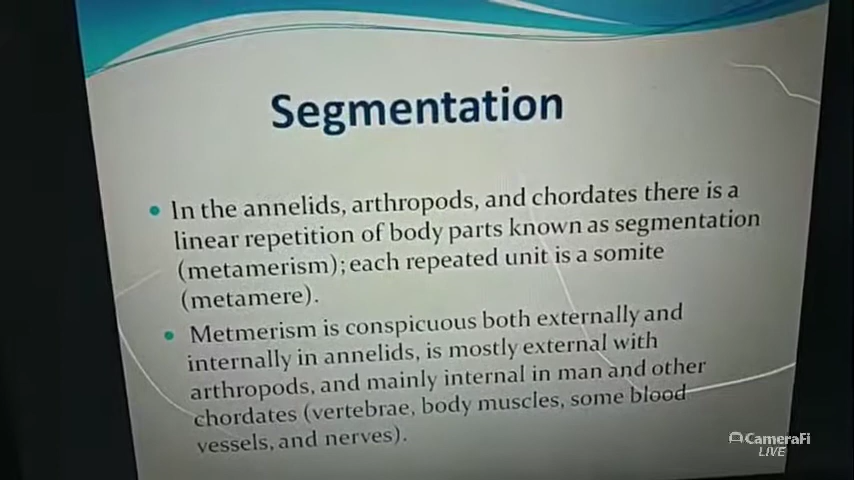 Segmentation
• In the annelids, arthropods, and chordates there is a
linear repetition of body parts known as segmentation
(metamerism); each repeated unit is a somite
(metamere).
• Metmerism is conspicuous both externally and
internally in annelids, is mostly external with
arthropods, and mainly internal in man and other
chordates (vertebrae, body muscles, some blood
vessels, and nerves).
CameraFi
LIVE